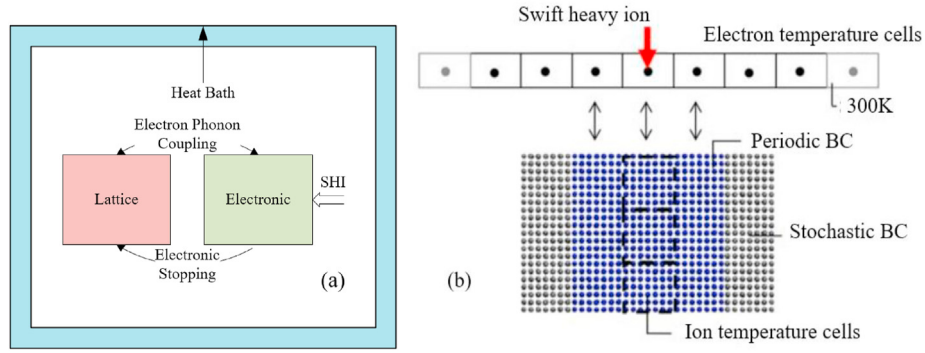 Heat Bath
Electron Phonon
Coupling
Lattice
Electronic
SHI
Electronic
Stopping
(a)
Swift heavy ion
Electron temperature cells
300K
Periodic BC
Stochastic BC
(b)
Ion temperature cells